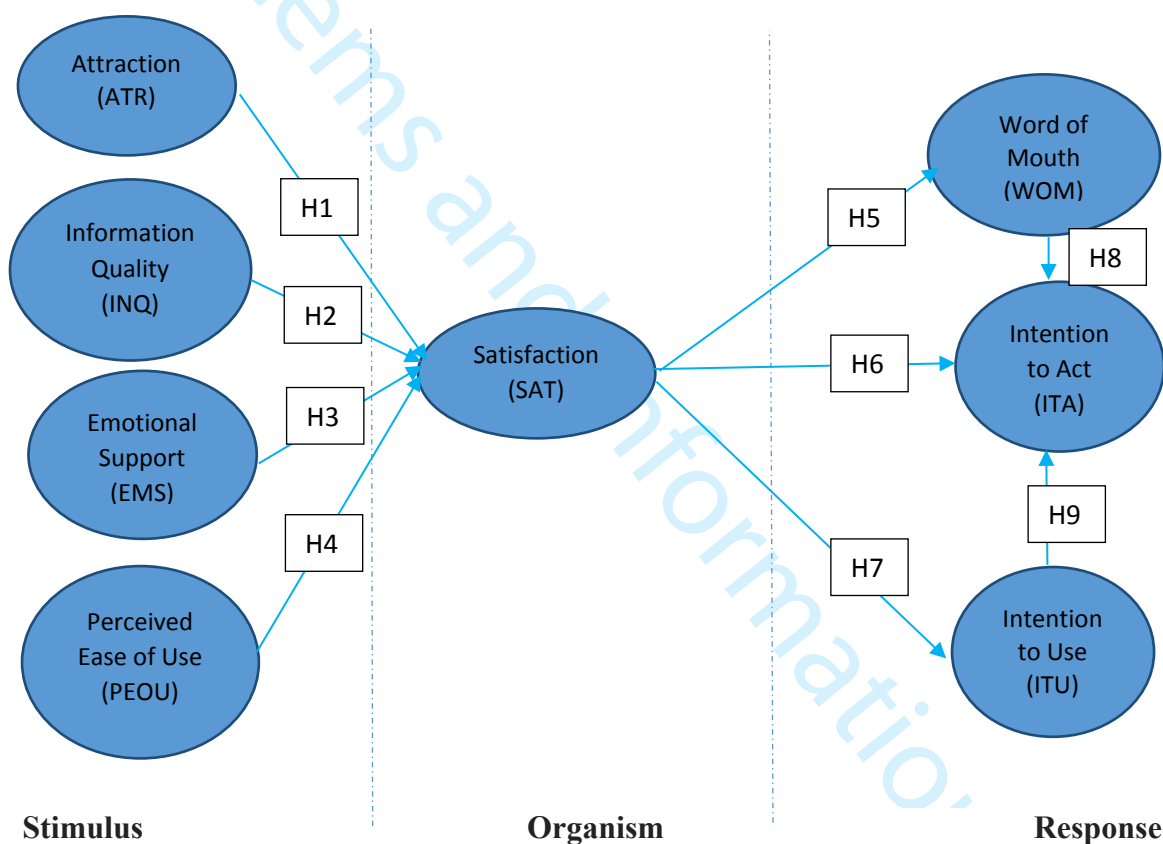 Attraction
(ATR)
Information
Quality
(INQ)
Emotional
Support
(EMS)
Perceived
Ease of Use
(PEOU)
H1
H2
H3
H4
Satisfaction
(SAT)
H5
H6
H7
Word of
Mouth
(WOM)
H8
Intention
to Act
(ITA)
H9
Intention
to Use
(ITU)
Stimulus
Organism
Response